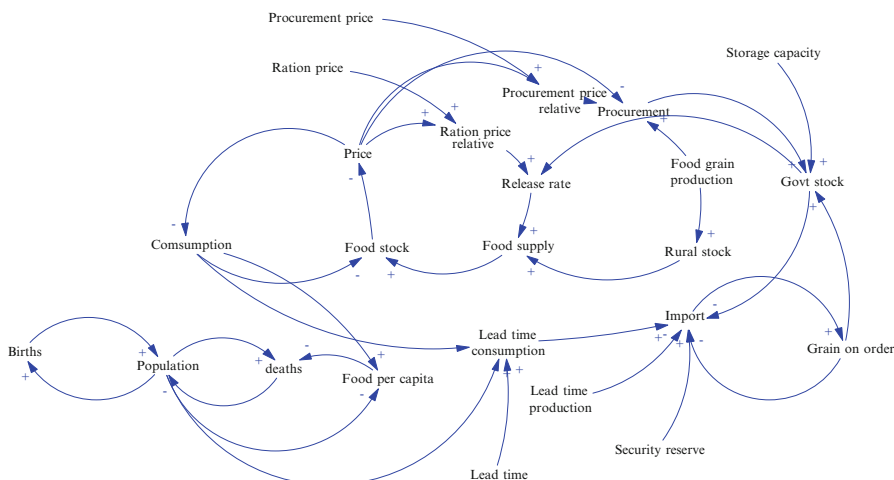 Procurement price
Storage capacity
Ration price
Procurement price
relative
Procurement
Ration price
relative
Price
Food grain
production
Release rate
Govt stock
Comsumption
Food stock
Food supply
Rural stock
Import
Births
Population
deaths
Food per capita
Lead time
consumption
Grain on order
Lead time
production
Security reserve
Lead time